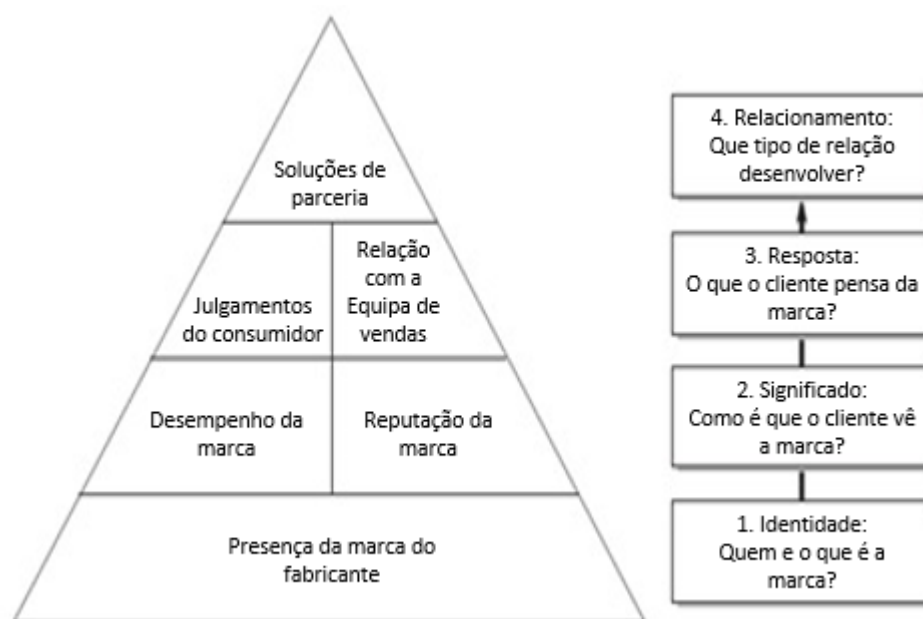 Soluções de
parceria
Julgamentos
do consumidor
Relação
com a
Equipa de
vendas
Desempenho da
marca
Reputação da
marca
Presença da marca do
fabricante
4. Relacionamento:
Que tipo de relação
desenvolver?
3. Resposta:
O que o cliente pensa da
marca?
2. Significado:
Como é que o cliente vê
a marca?
1. Identidade:
Quem e o que é a
marca?